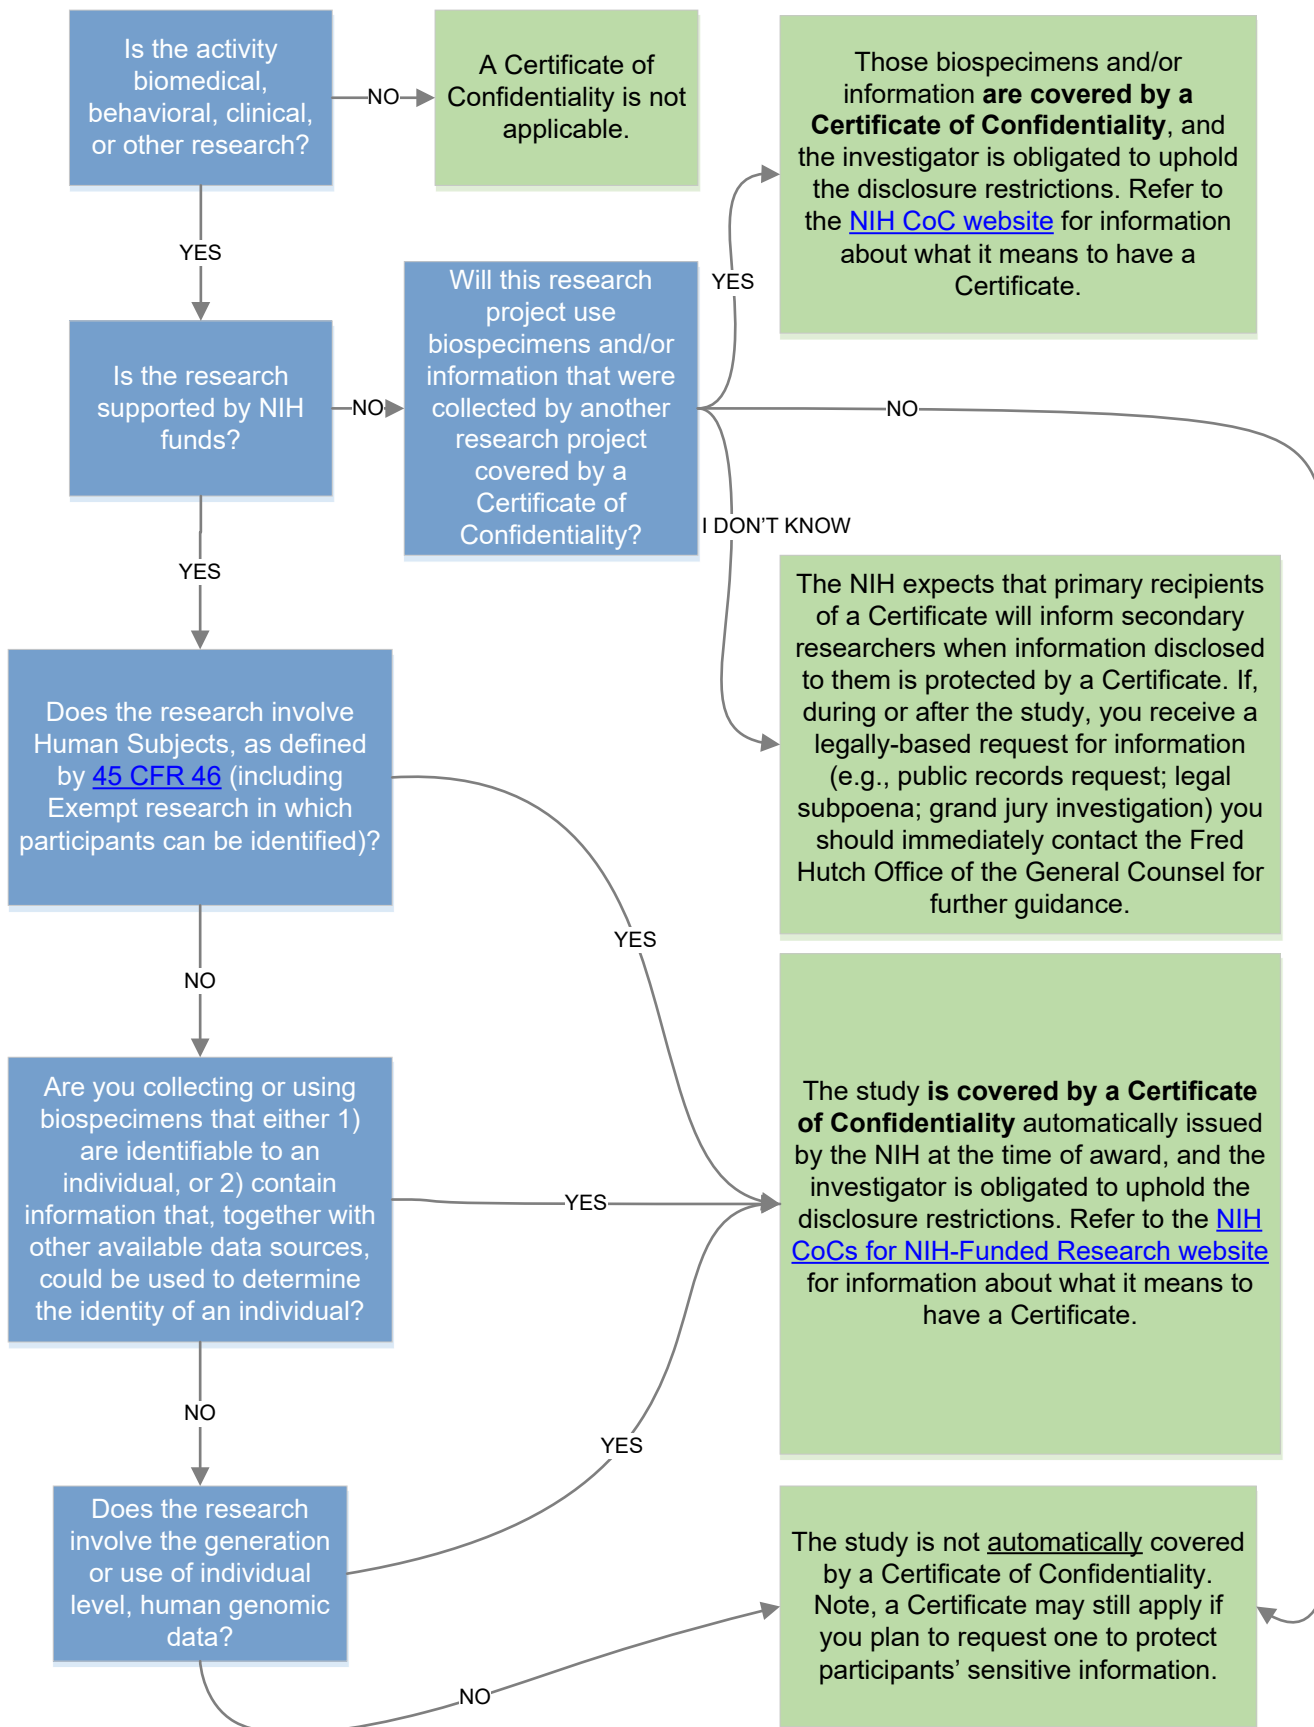 Is the activity
biomedical,
behavioral, clinical,
or other research?
NO
A Certificate of
Confidentiality is not
applicable.
YES
Is the research
supported by NIH
funds?
NO
Will this research
project use
biospecimens and/or
information that were
collected by another
research project
covered by a
Certificate of
Confidentiality?
YES
Those biospecimens and/or
information are covered by a
Certificate of Confidentiality, and
the investigator is obligated to uphold
the disclosure restrictions. Refer to
the NIH CoC website for information
about what it means to have a
Certificate.
NO
I DON’T KNOW
The NIH expects that primary recipients
of a Certificate will inform secondary
researchers when information disclosed
to them is protected by a Certificate. If,
during or after the study, you receive a
legally-based request for information
(e.g., public records request; legal
subpoena; grand jury investigation) you
should immediately contact the Fred
Hutch Office of the General Counsel for
further guidance.
YES
Does the research involve
Human Subjects, as defined
by 45 CFR 46 (including
Exempt research in which
participants can be identified)?
YES
NO
Are you collecting or using
biospecimens that either 1)
are identifiable to an
individual, or 2) contain
information that, together with
other available data sources,
could be used to determine
the identity of an individual?
YES
The study is covered by a Certificate
of Confidentiality automatically issued
by the NIH at the time of award, and the
investigator is obligated to uphold the
disclosure restrictions. Refer to the NIH
CoCs for NIH-Funded Research website
for information about what it means to
have a Certificate.
NO
YES
Does the research
involve the generation
or use of individual
level, human genomic
data?
NO
The study is not automatically covered
by a Certificate of Confidentiality.
Note, a Certificate may still apply if
you plan to request one to protect
participants’ sensitive information.